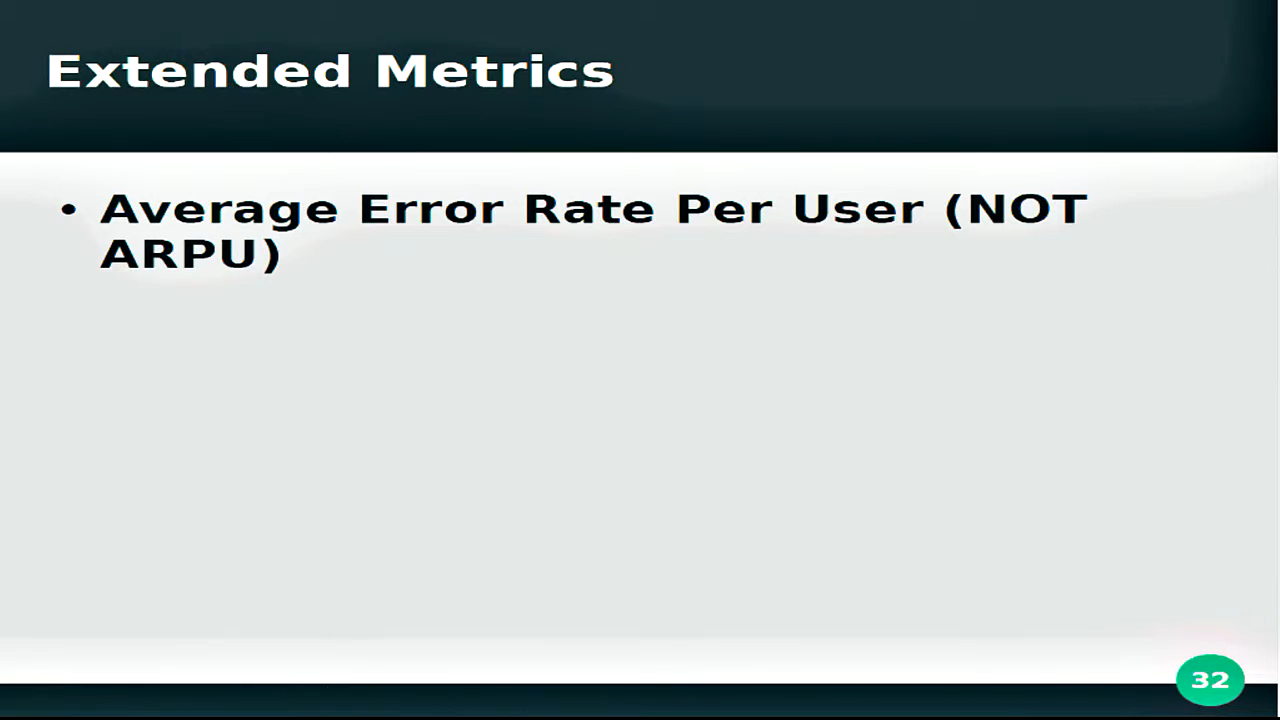 Extended Metrics
• Average Error Rate Per User (NOT
ARPU)
32